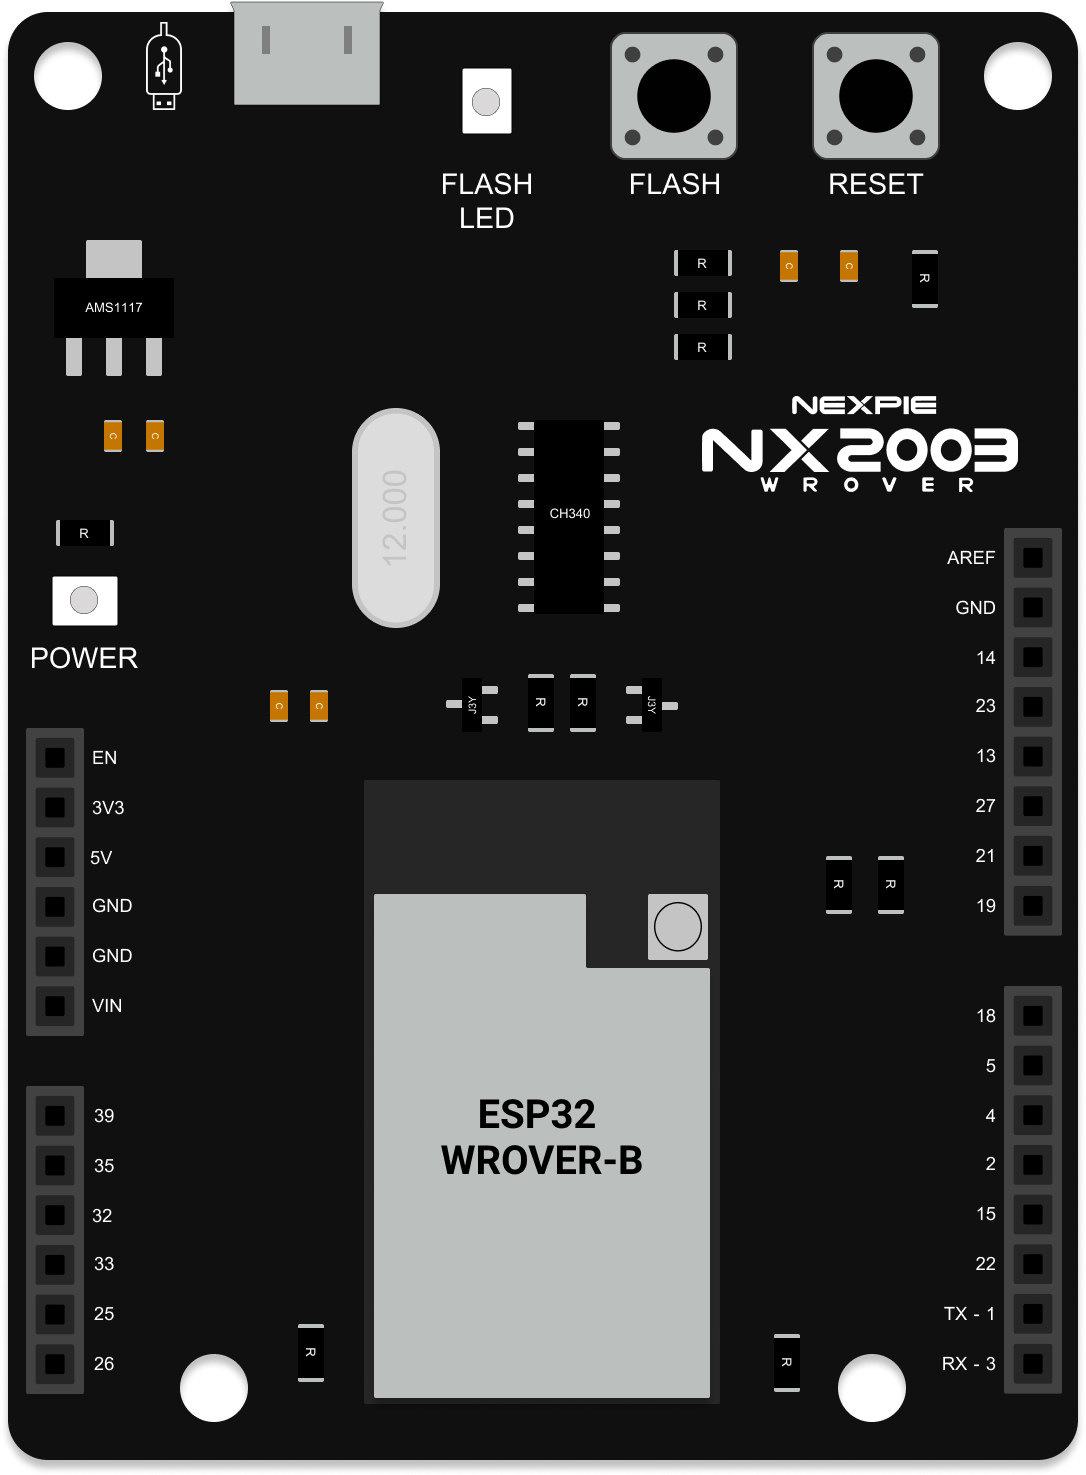 FLASH
LED
FLASH
RESET
R
C
C
R
R
R
AMS1117
C
C
R
POWER
12.000
CH340
NEXPIE
NX2003
WROVER
C
C
J3Y
R
R
J3Y
EN
3V3
5V
GND
GND
VIN
39
35
32
33
25
26
AREF
GND
14
23
13
27
21
19
R
R
18
5
4
2
15
22
TX - 1
RX - 3
ESP32
WROVER-B
R
R